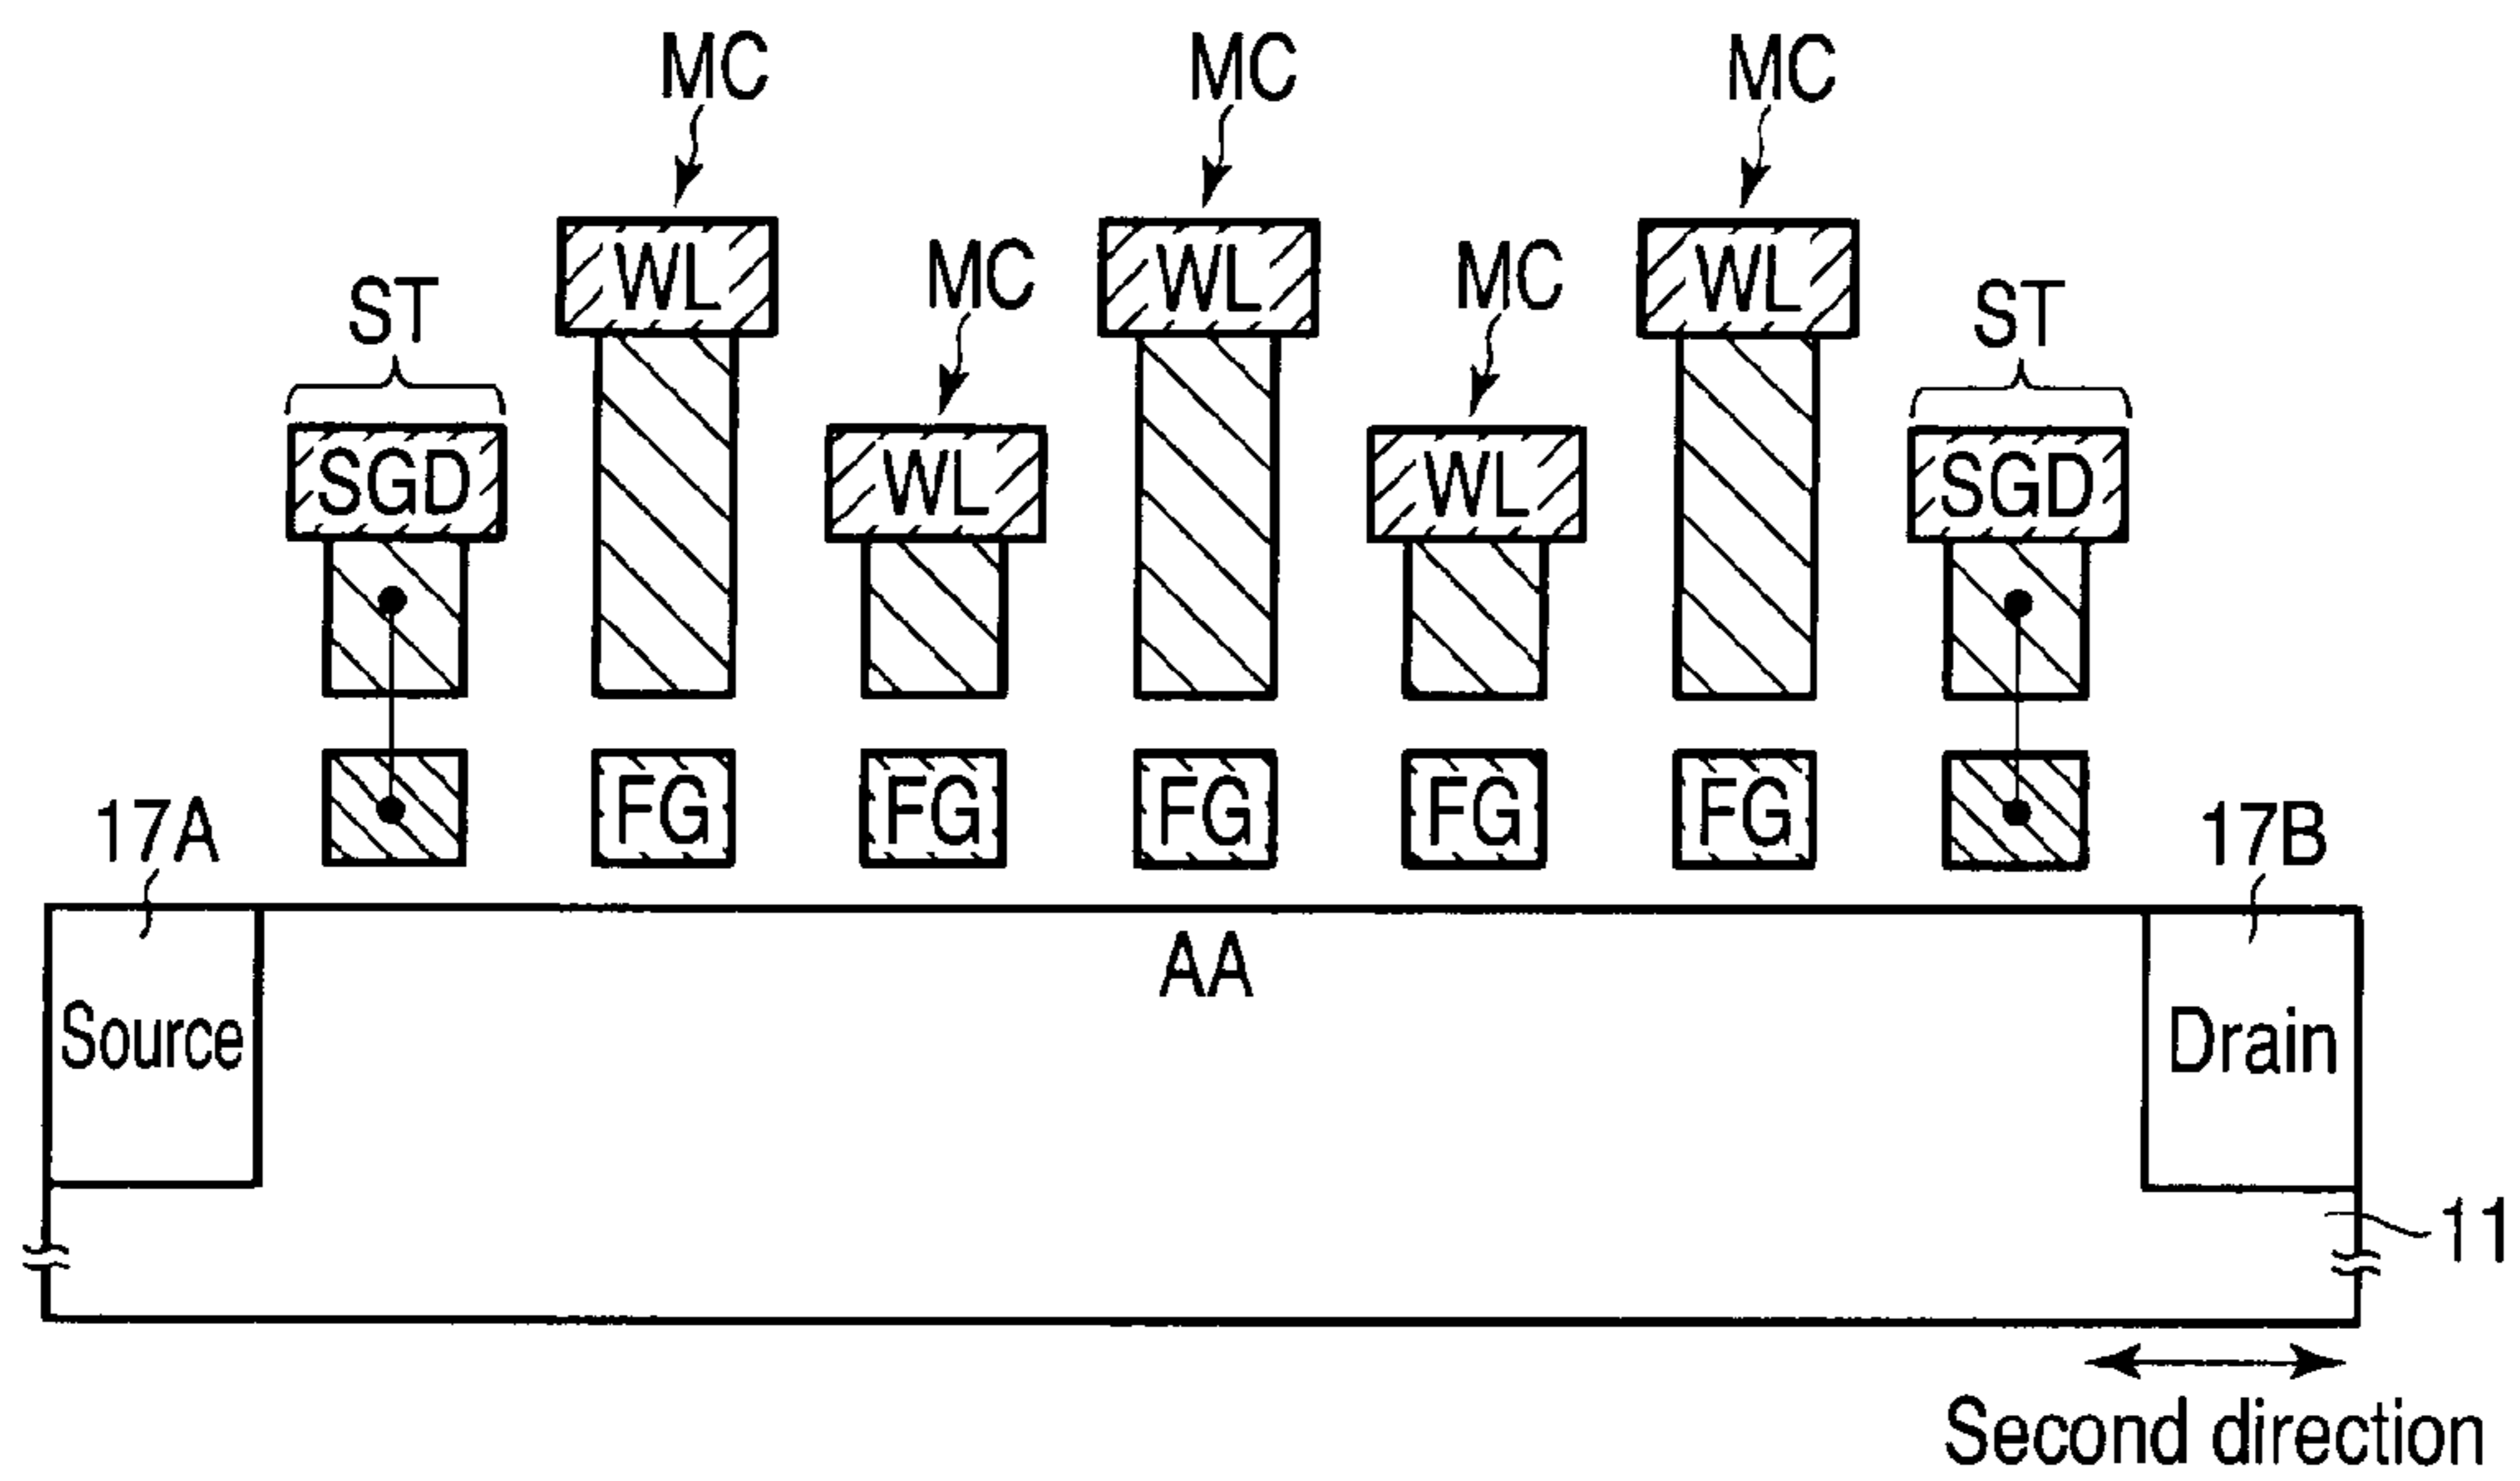 MC MC MC
MC MC
ST ST
WL WL WL
SGD WL WL SGD
FG FG FG FG FG
17A 17B
AA
Source Drain
11
Second direction